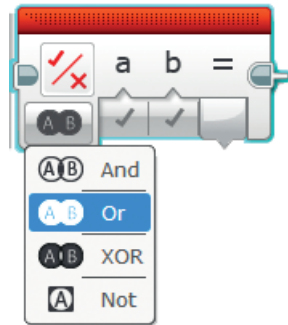 a b =
A B
A B And
A B Or
A B XOR
A Not